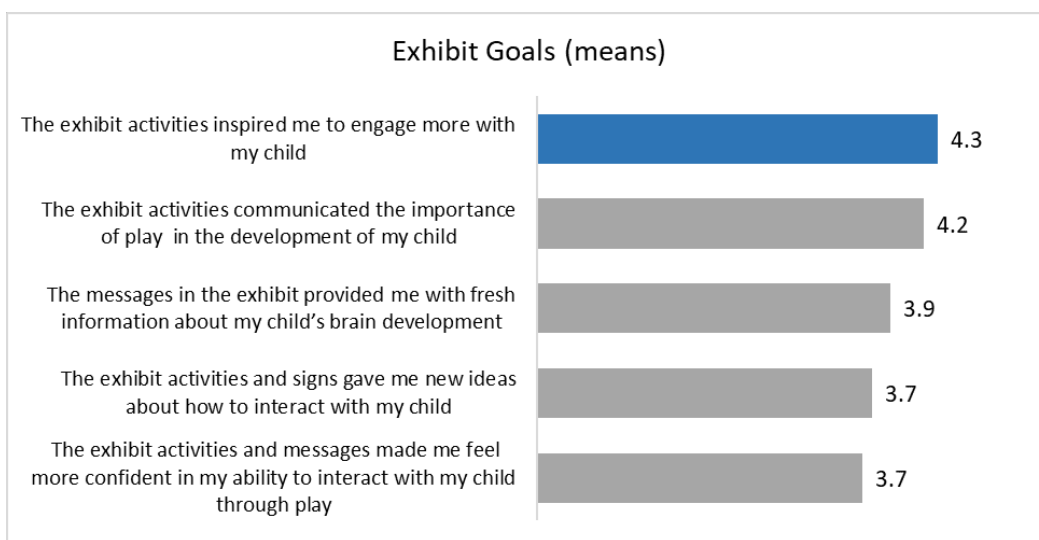 Exhibit Goals (means)
The exhibit activities inspired me to engage more with
my child
4.3
The exhibit activities communicated the importance
of play  in the development of my child
4.2
The messages in the exhibit provided me with fresh
information about my child’s brain development
3.9
The exhibit activities and signs gave me new ideas
about how to interact with my child
3.7
The exhibit activities and messages made me feel
more confident in my ability to interact with my child
through play
3.7